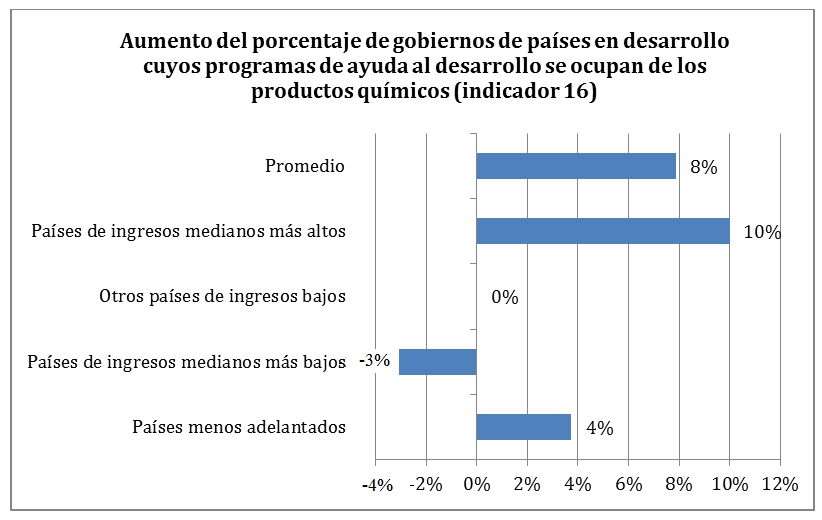 Aumento del porcentaje de gobiernos de países en desarrollo
cuyos programas de ayuda al desarrollo se ocupan de los
productos químicos (indicador 16)
Promedio
8%
Países de ingresos medianos más altos
10%
Otros países de ingresos bajos
0%
Países de ingresos medianos más bajos
-3%
Países menos adelantados
4%
-4% -2% 0% 2% 4% 6% 8% 10% 12%